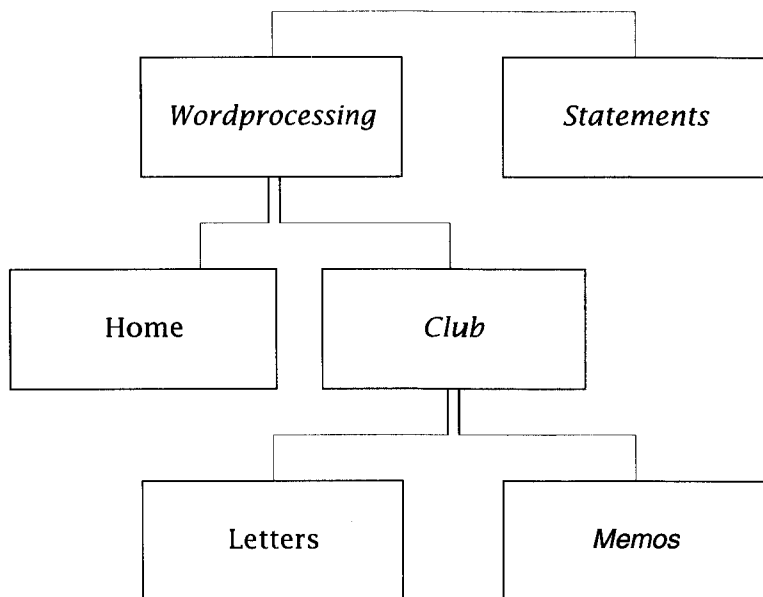 Wordprocessing
Statements
Home
Club
Letters
Memos